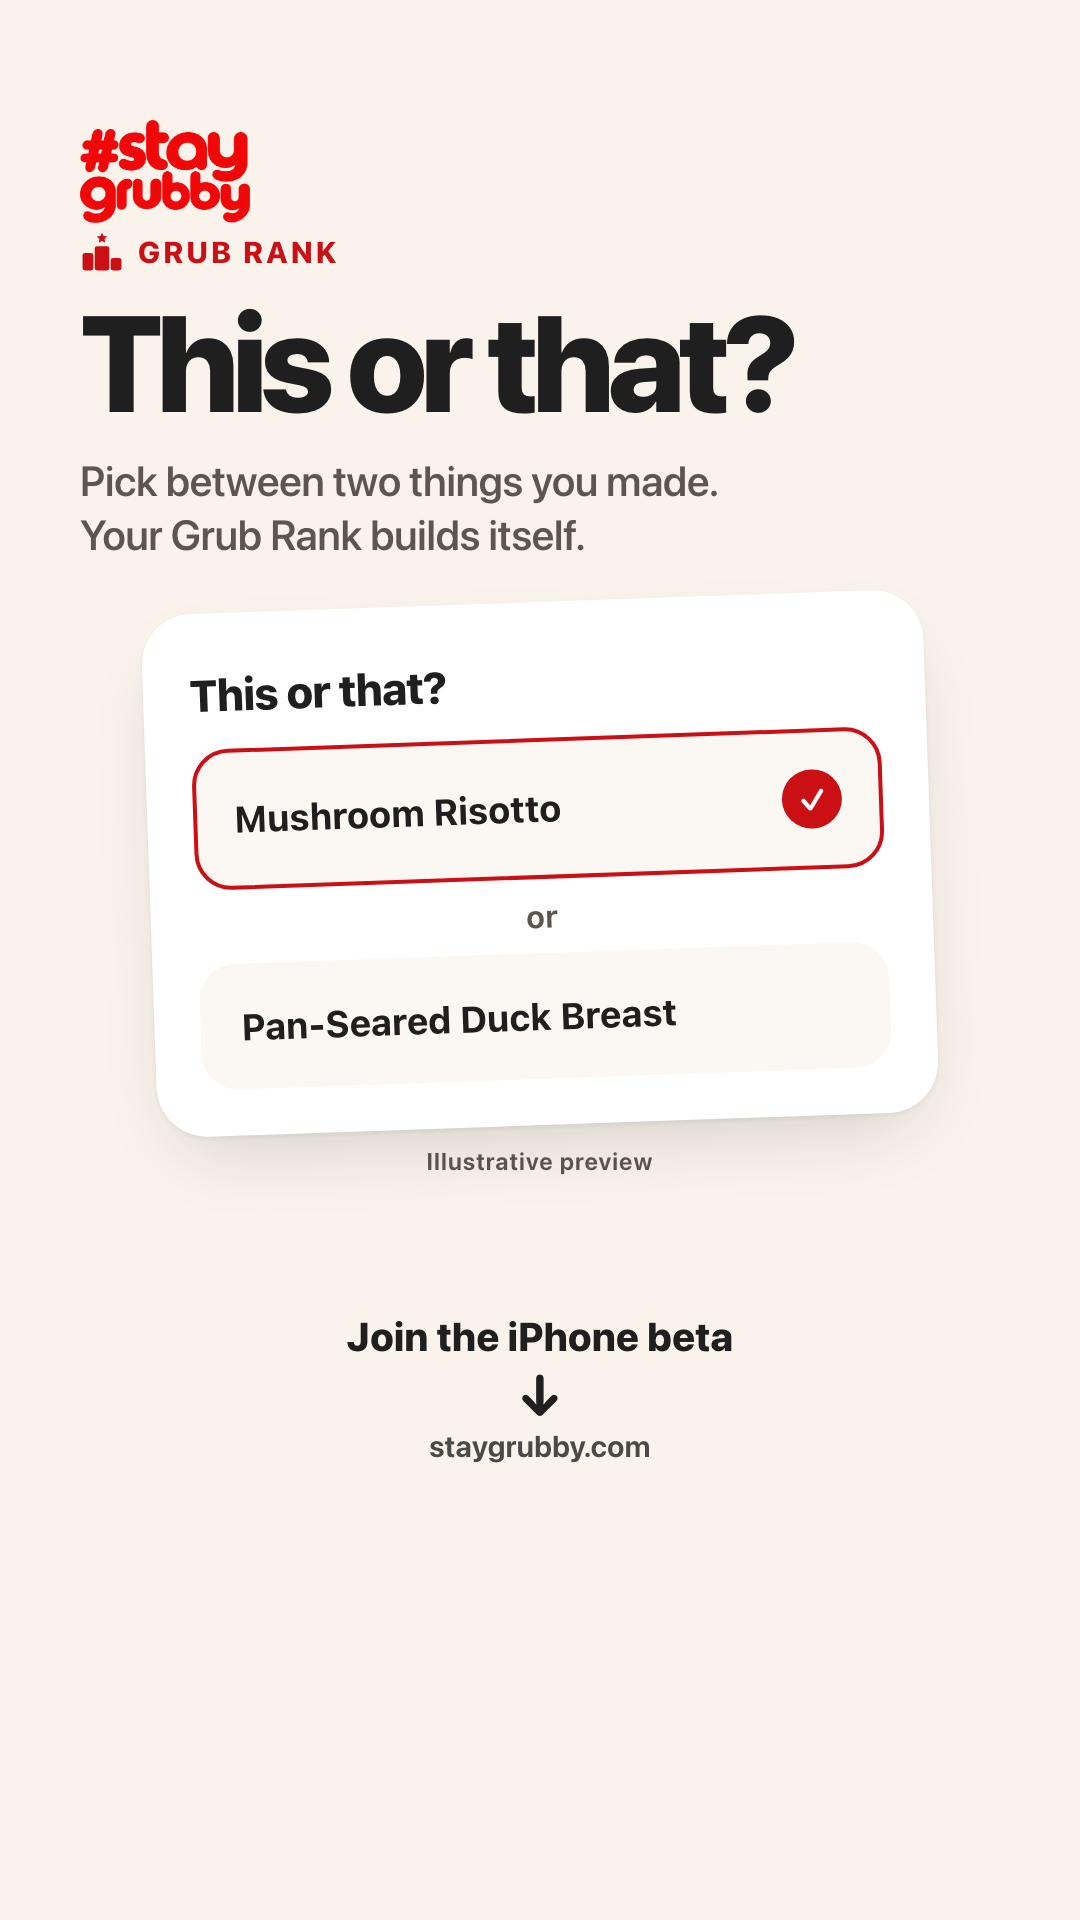 #stay
grubby
GRUB RANK
This or that?
Pick between two things you made.
Your Grub Rank builds itself.
This or that?
Mushroom Risotto
or
Pan-Seared Duck Breast
Illustrative preview
Join the iPhone beta
staygrubby.com